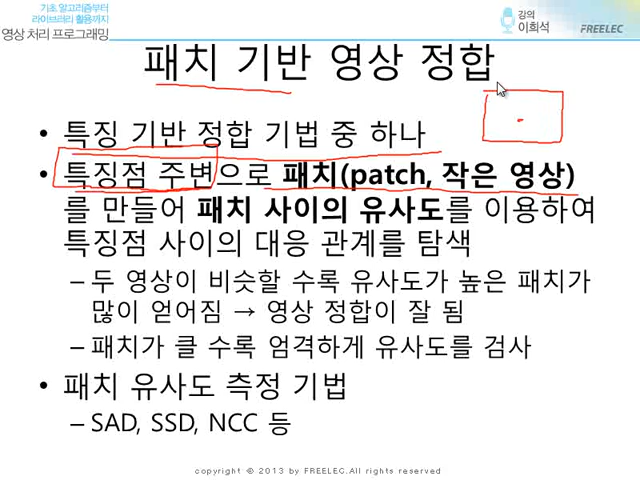 기초 알고리즘부터
라이브러리 활용까지
영상 처리 프로그래밍
강의
이희석
FREELEC
패치 기반 영상 정합
• 특징 기반 정합 기법 중 하나
• 특징점 주변으로 패치(patch, 작은 영상)
를 만들어 패치 사이의 유사도를 이용하여
특징점 사이의 대응 관계를 탐색
– 두 영상이 비슷할 수록 유사도가 높은 패치가
많이 얻어짐 → 영상 정합이 잘 됨
– 패치가 클 수록 엄격하게 유사도를 검사
• 패치 유사도 측정 기법
– SAD, SSD, NCC 등
copyright ⓒ 2013 by FREELEC.All rights reserved